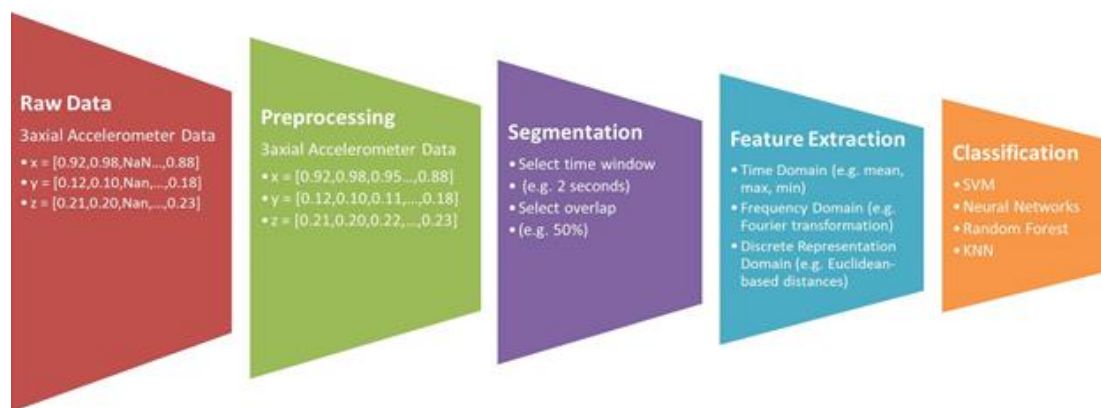 Raw Data
3axial Accelerometer Data
• x = [0.92,0.98,NaN...,0.88]
• y = [0.12,0.10,Nan,...,0.18]
• z = [0.21,0.20,Nan,...,0.23]
Preprocessing
3axial Accelerometer Data
• x = [0.92,0.98,0.95...,0.88]
• y = [0.12,0.10,0.11,...,0.18]
• z = [0.21,0.20,0.22,...,0.23]
Segmentation
• Select time window
• (e.g. 2 seconds)
• Select overlap
• (e.g. 50%)
Feature Extraction
• Time Domain (e.g. mean,
max, min)
• Frequency Domain (e.g.
Fourier transformation)
• Discrete Representation
Domain (e.g. Euclidean-
based distances)
Classification
• SVM
• Neural Networks
• Random Forest
• KNN